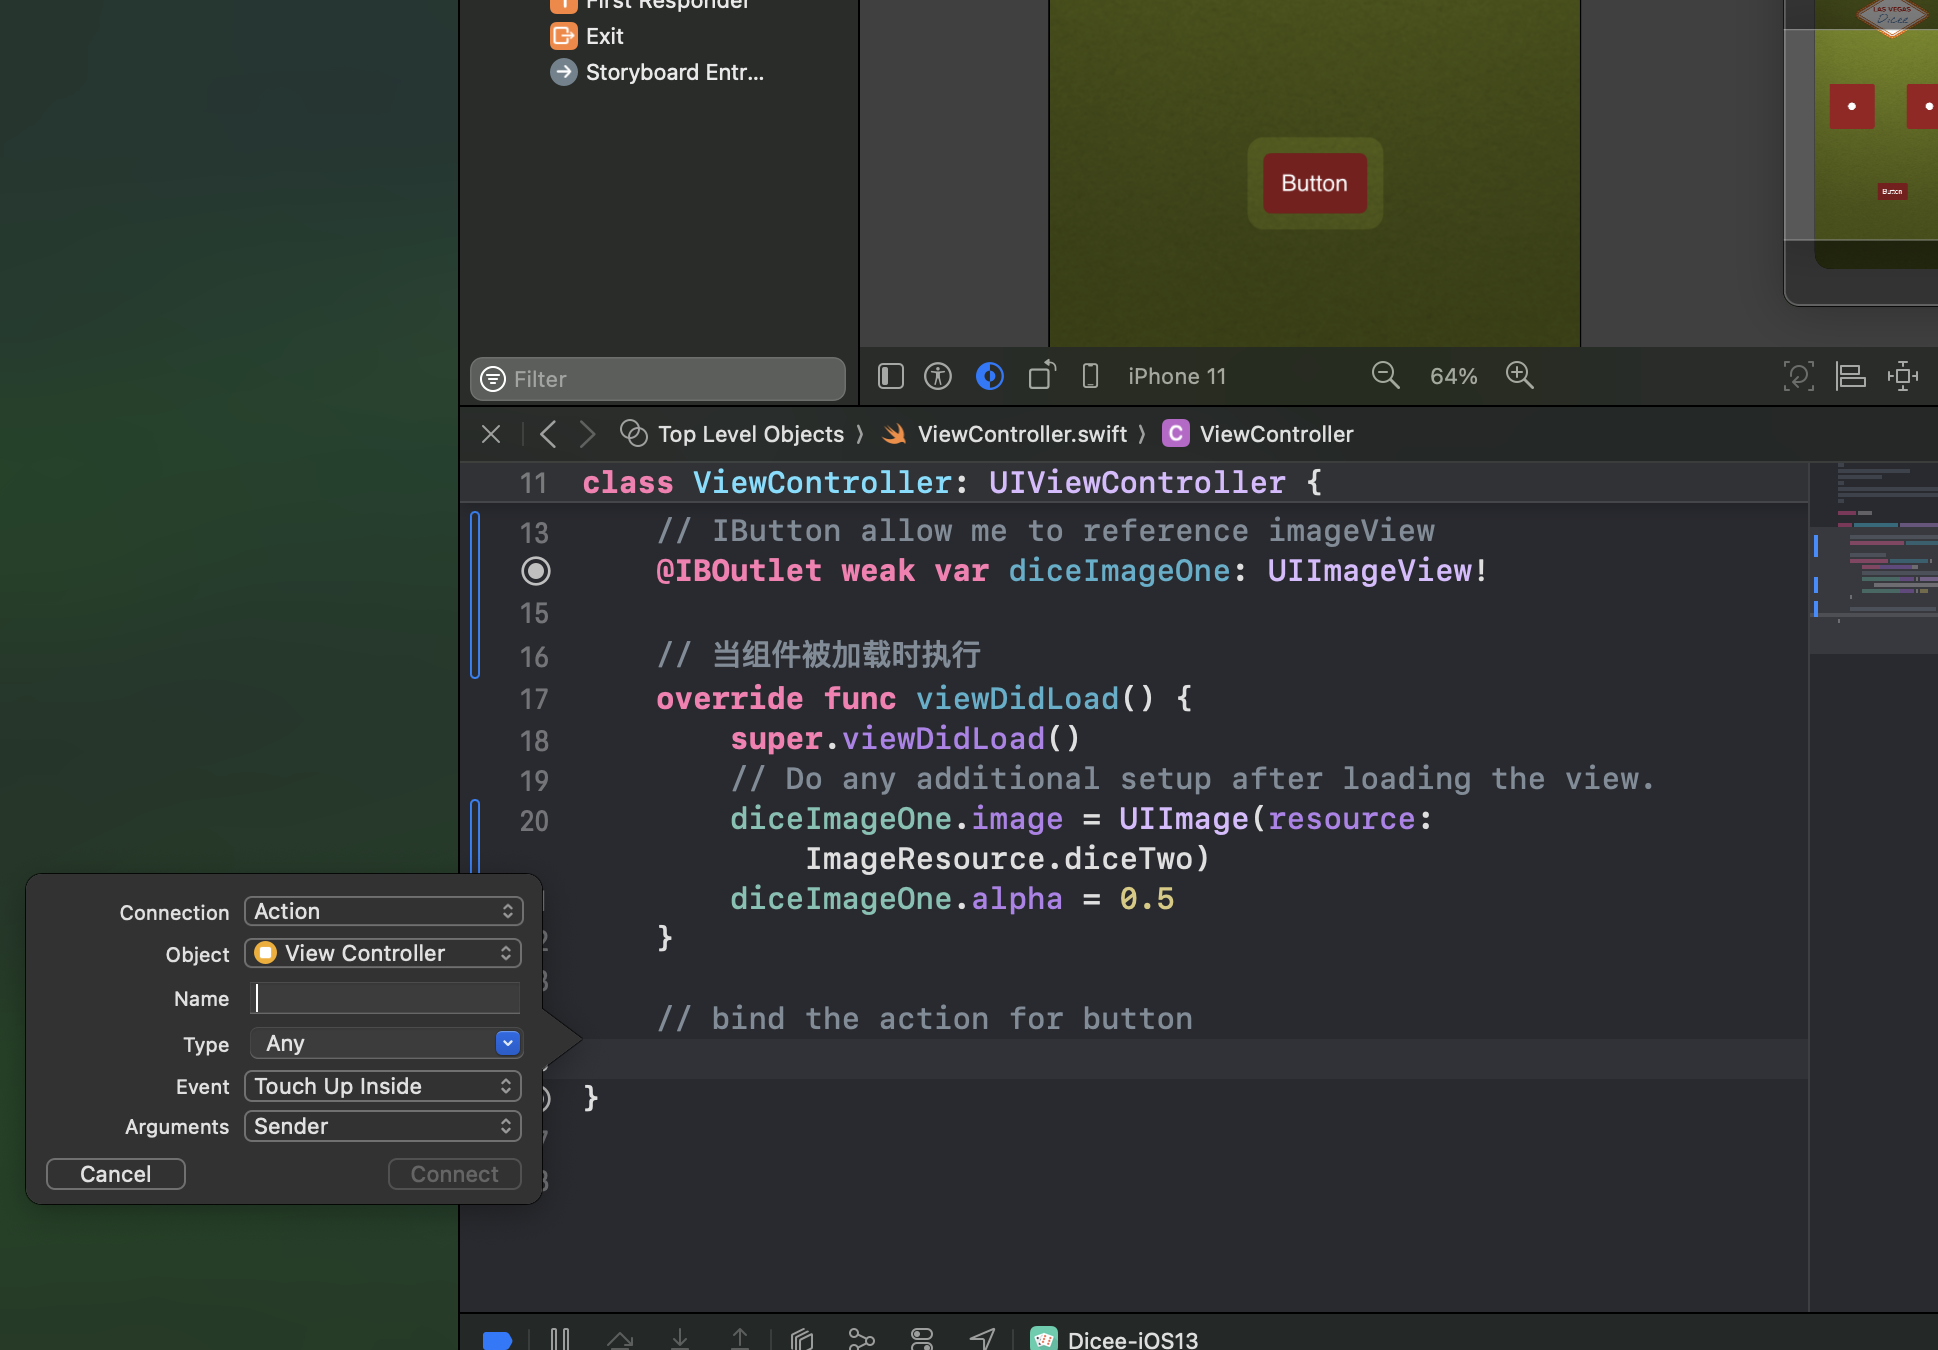 First Responder
Exit
Storyboard Entr...
Filter
LAS VEGAS
Dicee
Button
Button
iPhone 11
64%
Top Level Objects
ViewController.swift
C ViewController
11 class ViewController: UIViewController {
13 // IButton allow me to reference imageView
@IBOutlet weak var diceImageOne: UIImageView!
15
16 // 当组件被加载时执行
17 override func viewDidLoad() {
18 super.viewDidLoad()
19 // Do any additional setup after loading the view.
20 diceImageOne.image = UIImage(resource:
ImageResource.diceTwo)
diceImageOne.alpha = 0.5
}
// bind the action for button
}
Connection Action
Object View Controller
Name
Type Any
Event Touch Up Inside
Arguments Sender
Cancel Connect
Dicee-iOS13